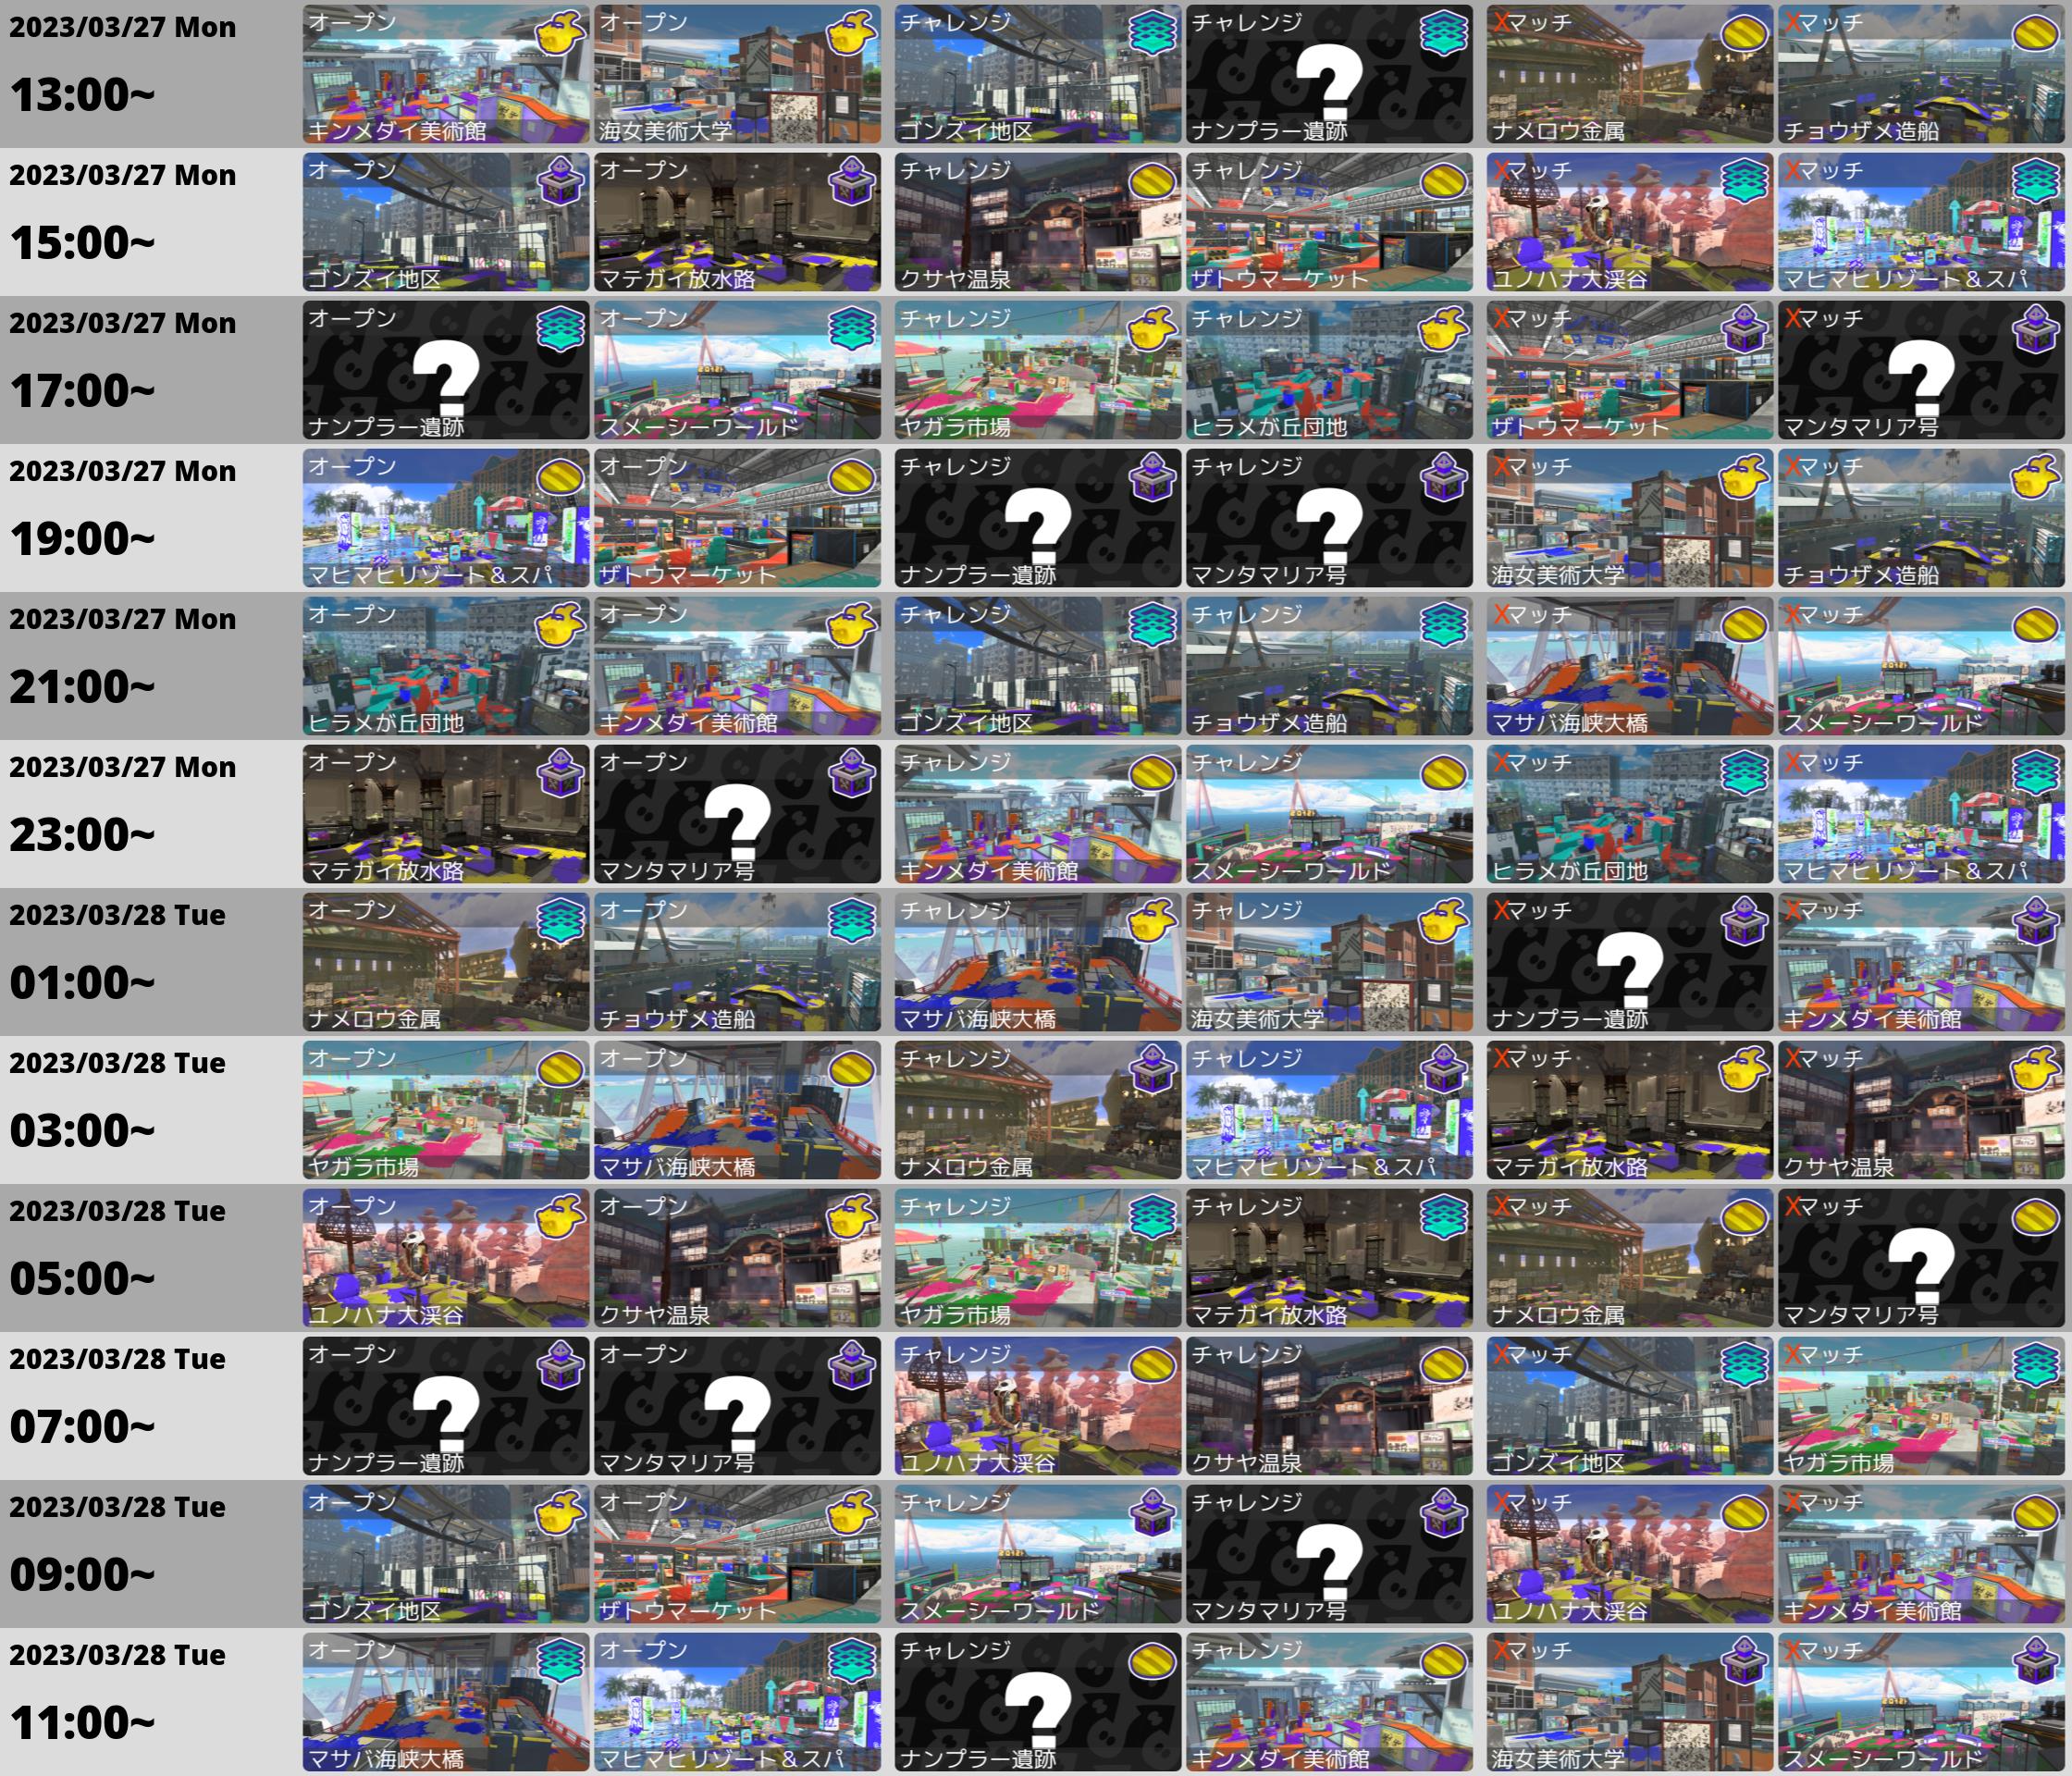 2023/03/27 Mon
13:00~
オープン オープン チャレンジ チャレンジ Xマッチ Xマッチ
キンメダイ美術館 海女美術大学 ゴンズイ地区 ナンプラー遺跡 ナメロウ金属 チョウザメ造船
2023/03/27 Mon
15:00~
オープン オープン チャレンジ チャレンジ Xマッチ Xマッチ
ゴンズイ地区 マテガイ放水路 クサヤ温泉 ザトウマーケット ユノハナ大渓谷 マヒマヒリゾート＆スパ
2023/03/27 Mon
17:00~
オープン オープン チャレンジ チャレンジ Xマッチ Xマッチ
ナンプラー遺跡 スメーシーワールド ヤガラ市場 ヒラメが丘団地 ザトウマーケット マンタマリア号
2023/03/27 Mon
19:00~
オープン オープン チャレンジ チャレンジ Xマッチ Xマッチ
マヒマヒリゾート＆スパ ザトウマーケット ナンプラー遺跡 マンタマリア号 海女美術大学 チョウザメ造船
2023/03/27 Mon
21:00~
オープン オープン チャレンジ チャレンジ Xマッチ Xマッチ
ヒラメが丘団地 キンメダイ美術館 ゴンズイ地区 チョウザメ造船 マサバ海峡大橋 スメーシーワールド
2023/03/27 Mon
23:00~
オープン オープン チャレンジ チャレンジ Xマッチ Xマッチ
マテガイ放水路 マンタマリア号 キンメダイ美術館 スメーシーワールド ヒラメが丘団地 マヒマヒリゾート＆スパ
2023/03/28 Tue
01:00~
オープン オープン チャレンジ チャレンジ Xマッチ Xマッチ
ナメロウ金属 チョウザメ造船 マサバ海峡大橋 海女美術大学 ナンプラー遺跡 キンメダイ美術館
2023/03/28 Tue
03:00~
オープン オープン チャレンジ チャレンジ Xマッチ Xマッチ
ヤガラ市場 マサバ海峡大橋 ナメロウ金属 マヒマヒリゾート＆スパ マテガイ放水路 クサヤ温泉
2023/03/28 Tue
05:00~
オープン オープン チャレンジ チャレンジ Xマッチ Xマッチ
ユノハナ大渓谷 クサヤ温泉 ヤガラ市場 マテガイ放水路 ナメロウ金属 マンタマリア号
2023/03/28 Tue
07:00~
オープン オープン チャレンジ チャレンジ Xマッチ Xマッチ
ナンプラー遺跡 マンタマリア号 ユノハナ大渓谷 クサヤ温泉 ゴンズイ地区 ヤガラ市場
2023/03/28 Tue
09:00~
オープン オープン チャレンジ チャレンジ Xマッチ Xマッチ
ゴンズイ地区 ザトウマーケット スメーシーワールド マンタマリア号 ユノハナ大渓谷 キンメダイ美術館
2023/03/28 Tue
11:00~
オープン オープン チャレンジ チャレンジ Xマッチ Xマッチ
マサバ海峡大橋 マヒマヒリゾート＆スパ ナンプラー遺跡 キンメダイ美術館 海女美術大学 スメーシーワールド